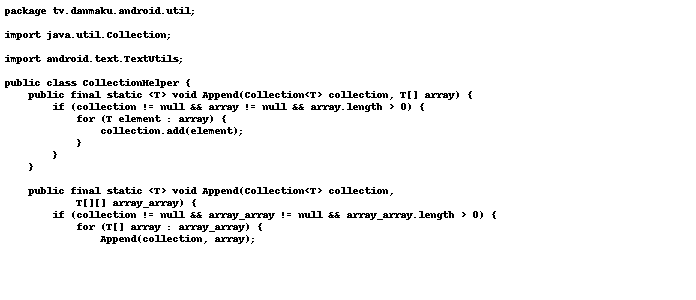 package tv.danmaku.android.util;

import java.util.Collection;

import android.text.TextUtils;

public class CollectionHelper {
    public final static <T> void Append(Collection<T> collection, T[] array) {
        if (collection != null && array != null && array.length > 0) {
            for (T element : array) {
                collection.add(element);
            }
        }
    }

    public final static <T> void Append(Collection<T> collection,
            T[][] array_array) {
        if (collection != null && array_array != null && array_array.length > 0) {
            for (T[] array : array_array) {
                Append(collection, array);